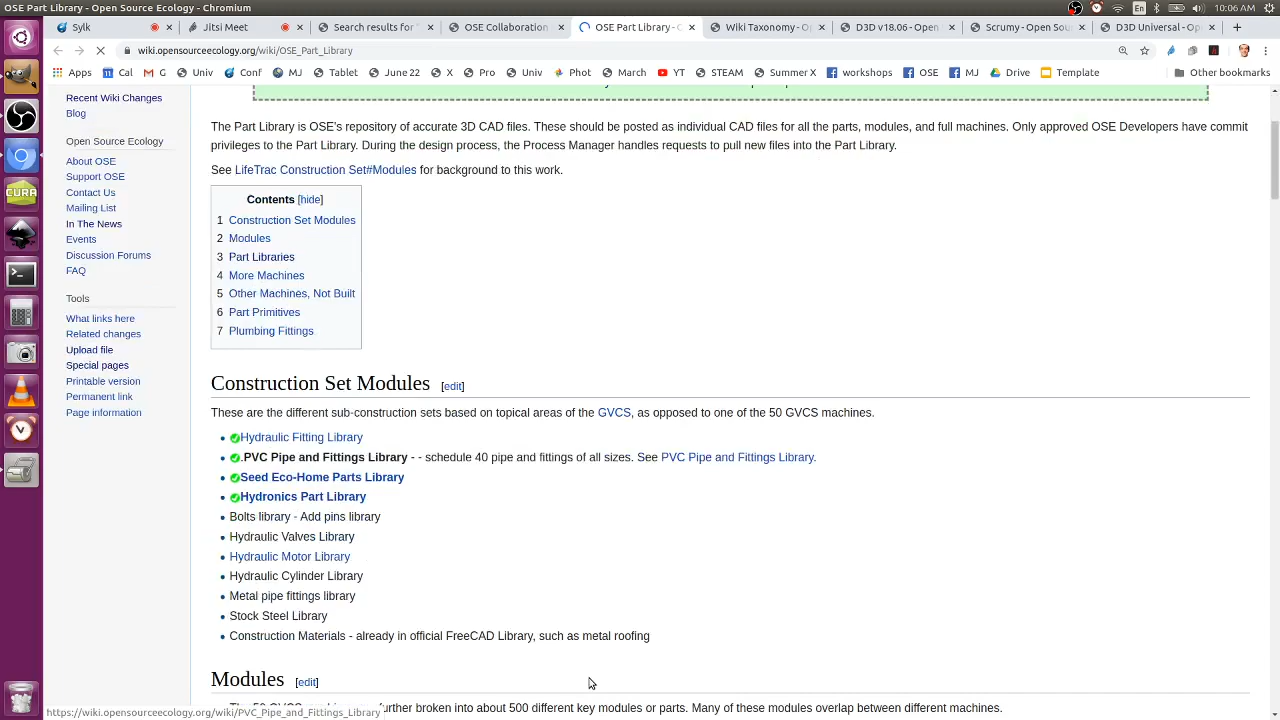 OSE Part Library - Open Source Ecology - Chromium
En
10:06 AM
Sylk
Jitsi Meet
Search results for "
OSE Collaboration
OSE Part Library - O
Wiki Taxonomy - Op
D3D v18.06 - Open
Scrumy - Open Sour
D3D Universal - Op
wiki.opensourceecology.org/wiki/OSE_Part_Library
Apps
Cal
G
Univ
Conf
MJ
Tablet
June 22
X
Pro
Univ
Phot
March
YT
STEAM
Summer X
workshops
OSE
MJ
Drive
Template
Other bookmarks
Recent Wiki Changes
Blog
Open Source Ecology
About OSE
Support OSE
Contact Us
Mailing List
In The News
Events
Discussion Forums
FAQ
Tools
What links here
Related changes
Upload file
Special pages
Printable version
Permanent link
Page information
The Part Library is OSE's repository of accurate 3D CAD files. These should be posted as individual CAD files for all the parts, modules, and full machines. Only approved OSE Developers have commit
privileges to the Part Library. During the design process, the Process Manager handles requests to pull new files into the Part Library.
See LifeTrac Construction Set#Modules for background to this work.
Contents [hide]
1 Construction Set Modules
2 Modules
3 Part Libraries
4 More Machines
5 Other Machines, Not Built
6 Part Primitives
7 Plumbing Fittings
Construction Set Modules [edit]
These are the different sub-construction sets based on topical areas of the GVCS, as opposed to one of the 50 GVCS machines.
Hydraulic Fitting Library
.PVC Pipe and Fittings Library - - schedule 40 pipe and fittings of all sizes. See PVC Pipe and Fittings Library.
Seed Eco-Home Parts Library
Hydronics Part Library
Bolts library - Add pins library
Hydraulic Valves Library
Hydraulic Motor Library
Hydraulic Cylinder Library
Metal pipe fittings library
Stock Steel Library
Construction Materials - already in official FreeCAD Library, such as metal roofing
Modules [edit]
further broken into about 500 different key modules or parts. Many of these modules overlap between different machines.
https://wiki.opensourceecology.org/wiki/PVC_Pipe_and_Fittings_Library
CURA